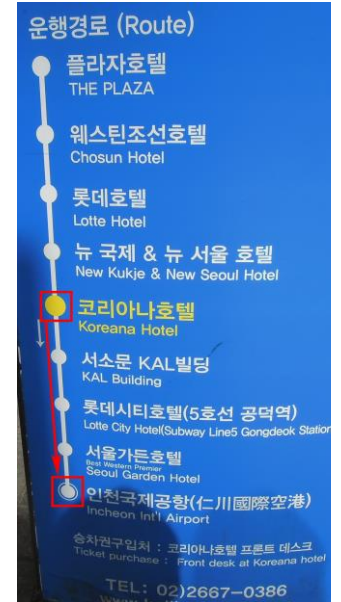 운행경로 (Route)
플라자호텔
THE PLAZA
웨스틴조선호텔
Chosun Hotel
롯데호텔
Lotte Hotel
뉴 국제 & 뉴 서울 호텔
New Kukje & New Seoul Hotel
코리아나호텔
Koreana Hotel
서소문 KAL빌딩
KAL Building
롯데시티호텔(5호선 공덕역)
Lotte City Hotel(Subway Line5 Gongdeok Station
서울가든호텔
Best Western Premier
Seoul Garden Hotel
인천국제공항(仁川國際空港)
Incheon Int'l Airport
승차권구입처 : 코리아나호텔 프론트 데스크
Ticket purchase : Front desk at Koreana hotel
TEL: 02)2667-0386